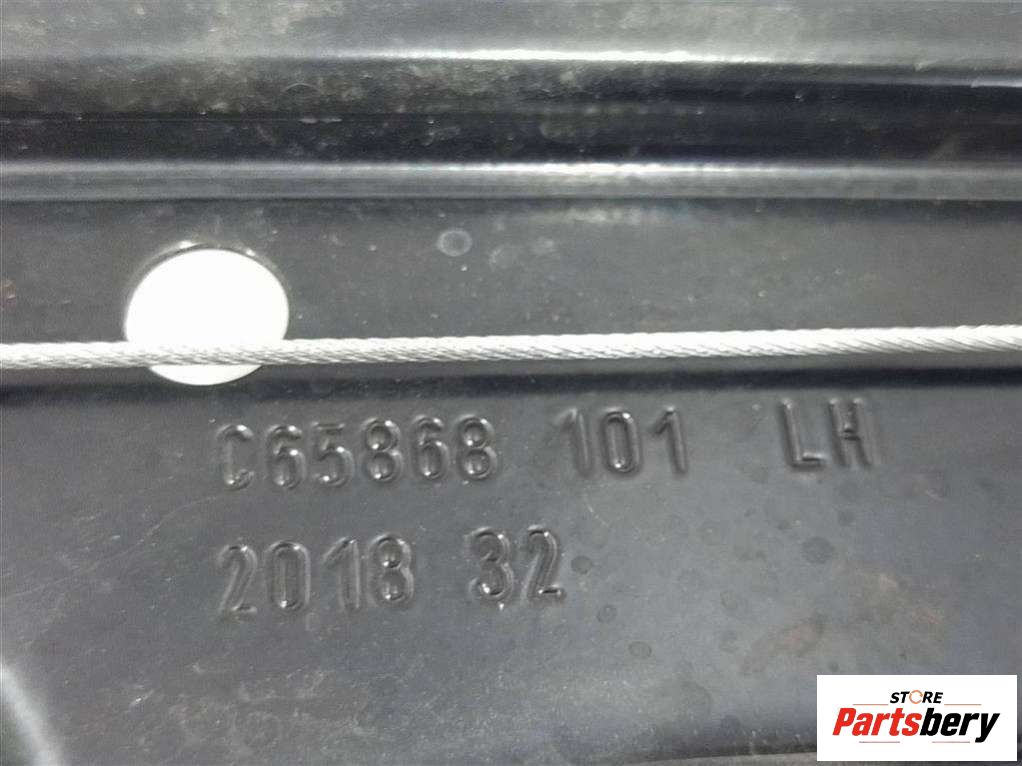 C65868 101 LH
2018 32
STORE
Partsbery